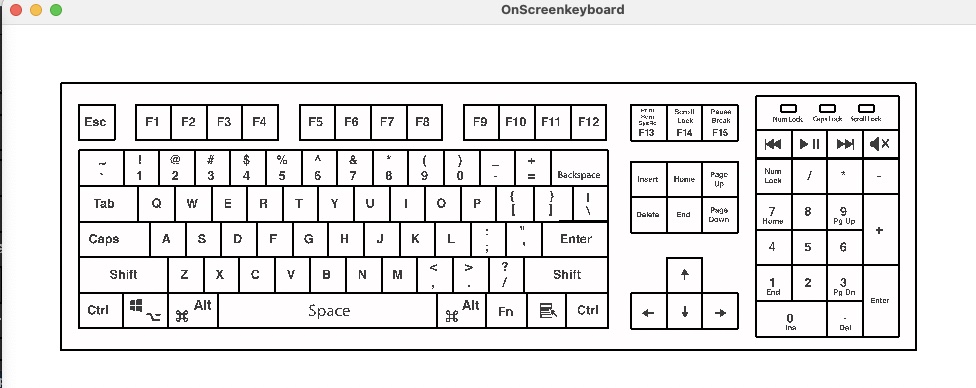 OnScreenkeyboard
Esc F1 F2 F3 F4 F5 F6 F7 F8 F9 F10 F11 F12
Scroll Lock F14
Pause Break F15
F13
Num Lock Caps Lock Scroll Lock
~ ` ! 1 @ 2 # 3 $ 4 % 5 ^ 6 & 7 * 8 ( 9 ) 0 _ - + = Backspace
Insert Home Page Up
Num Lock / * -
Tab Q W E R T Y U I O P { [ } ] | \
Delete End Page Down
7 Home 8 9 Pg Up +
Caps A S D F G H J K L : ; " ' Enter
4 5 6
Shift Z X C V B N M < , > . ? / Shift
↑
1 End 2 3 Pg Dn Enter
Ctrl ⌥ ⌘ Alt Space ⌘ Alt Fn Ctrl
← ↓ →
0 Ins . Del